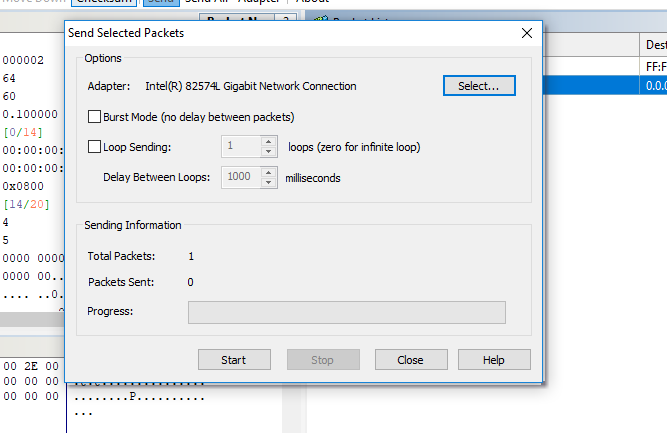 Checksum
Send
Send All
Adapter
About
Packet No.
2
Send Selected Packets
Options
Adapter: Intel(R) 82574L Gigabit Network Connection Select...
Burst Mode (no delay between packets)
Loop Sending: 1 loops (zero for infinite loop)
Delay Between Loops: 1000 milliseconds
Sending Information
Total Packets: 1
Packets Sent: 0
Progress:
Start Stop Close Help
000002
64
60
0.100000
[0/14]
00:00:00:
00:00:00:
0x0800
[14/20]
4
5
0000 0000
0000 00..
.... ..0.
Dest
FF:F
0.0.0
00 2E 00
00 00 00
00 00 00 ........P..........
...